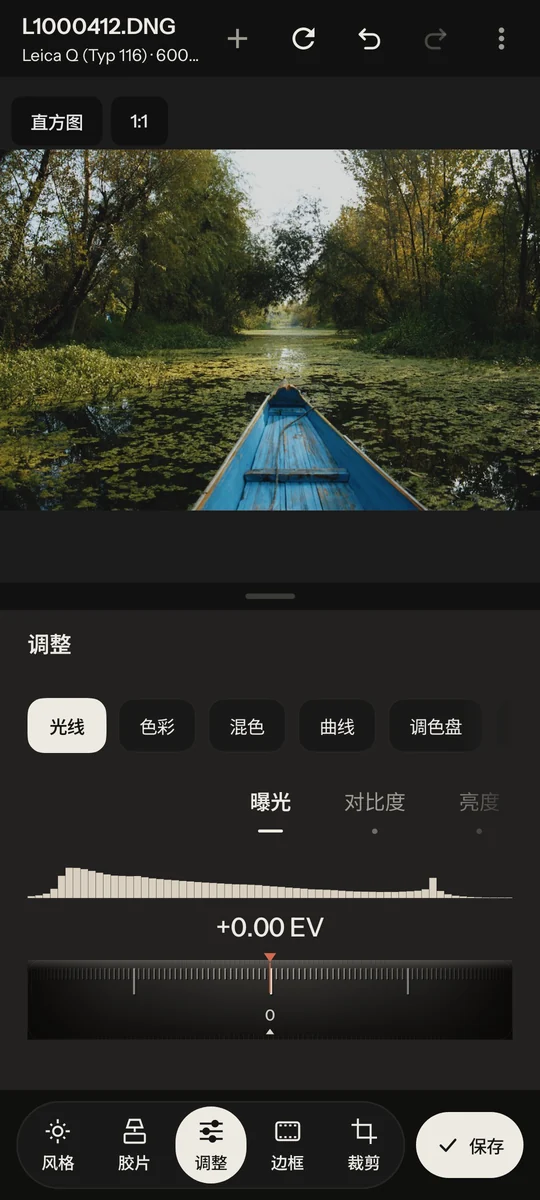 L1000412.DNG
Leica Q (Typ 116) · 600...
直方图 1:1
调整
光线 色彩 混色 曲线 调色盘
曝光 对比度 亮度
+0.00 EV
0
风格 胶片 调整 边框 裁剪 保存